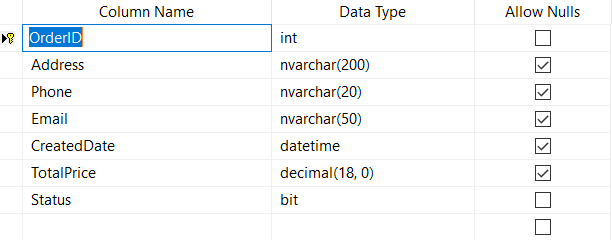 Column Name Data Type Allow Nulls
OrderID int
Address nvarchar(200)
Phone nvarchar(20)
Email nvarchar(50)
CreatedDate datetime
TotalPrice decimal(18, 0)
Status bit